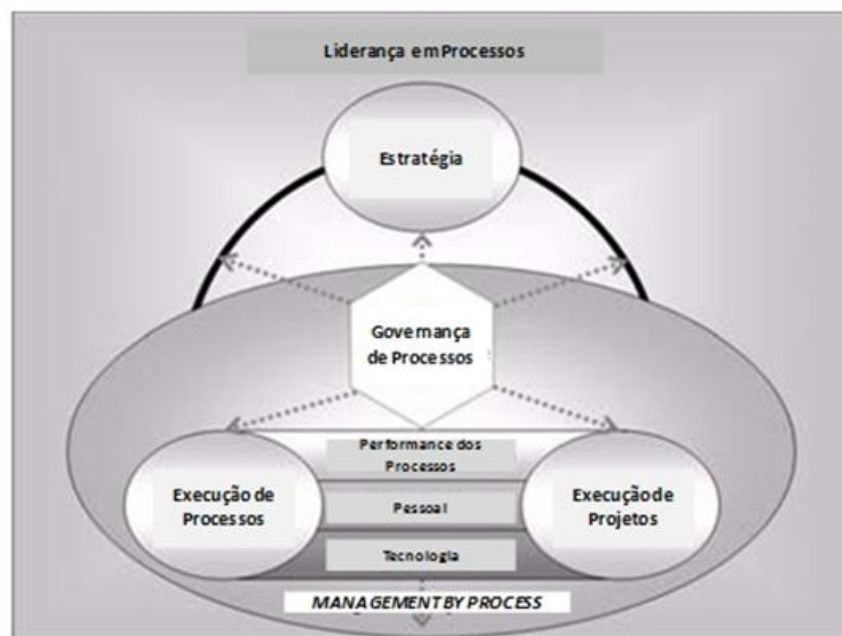 Liderança em Processos
Estratégia
Governança
de Processos
Performance dos
Processos
Execução de
Processos
Pessoal
Execução de
Projetos
Tecnologia
MANAGEMENT BY PROCESS